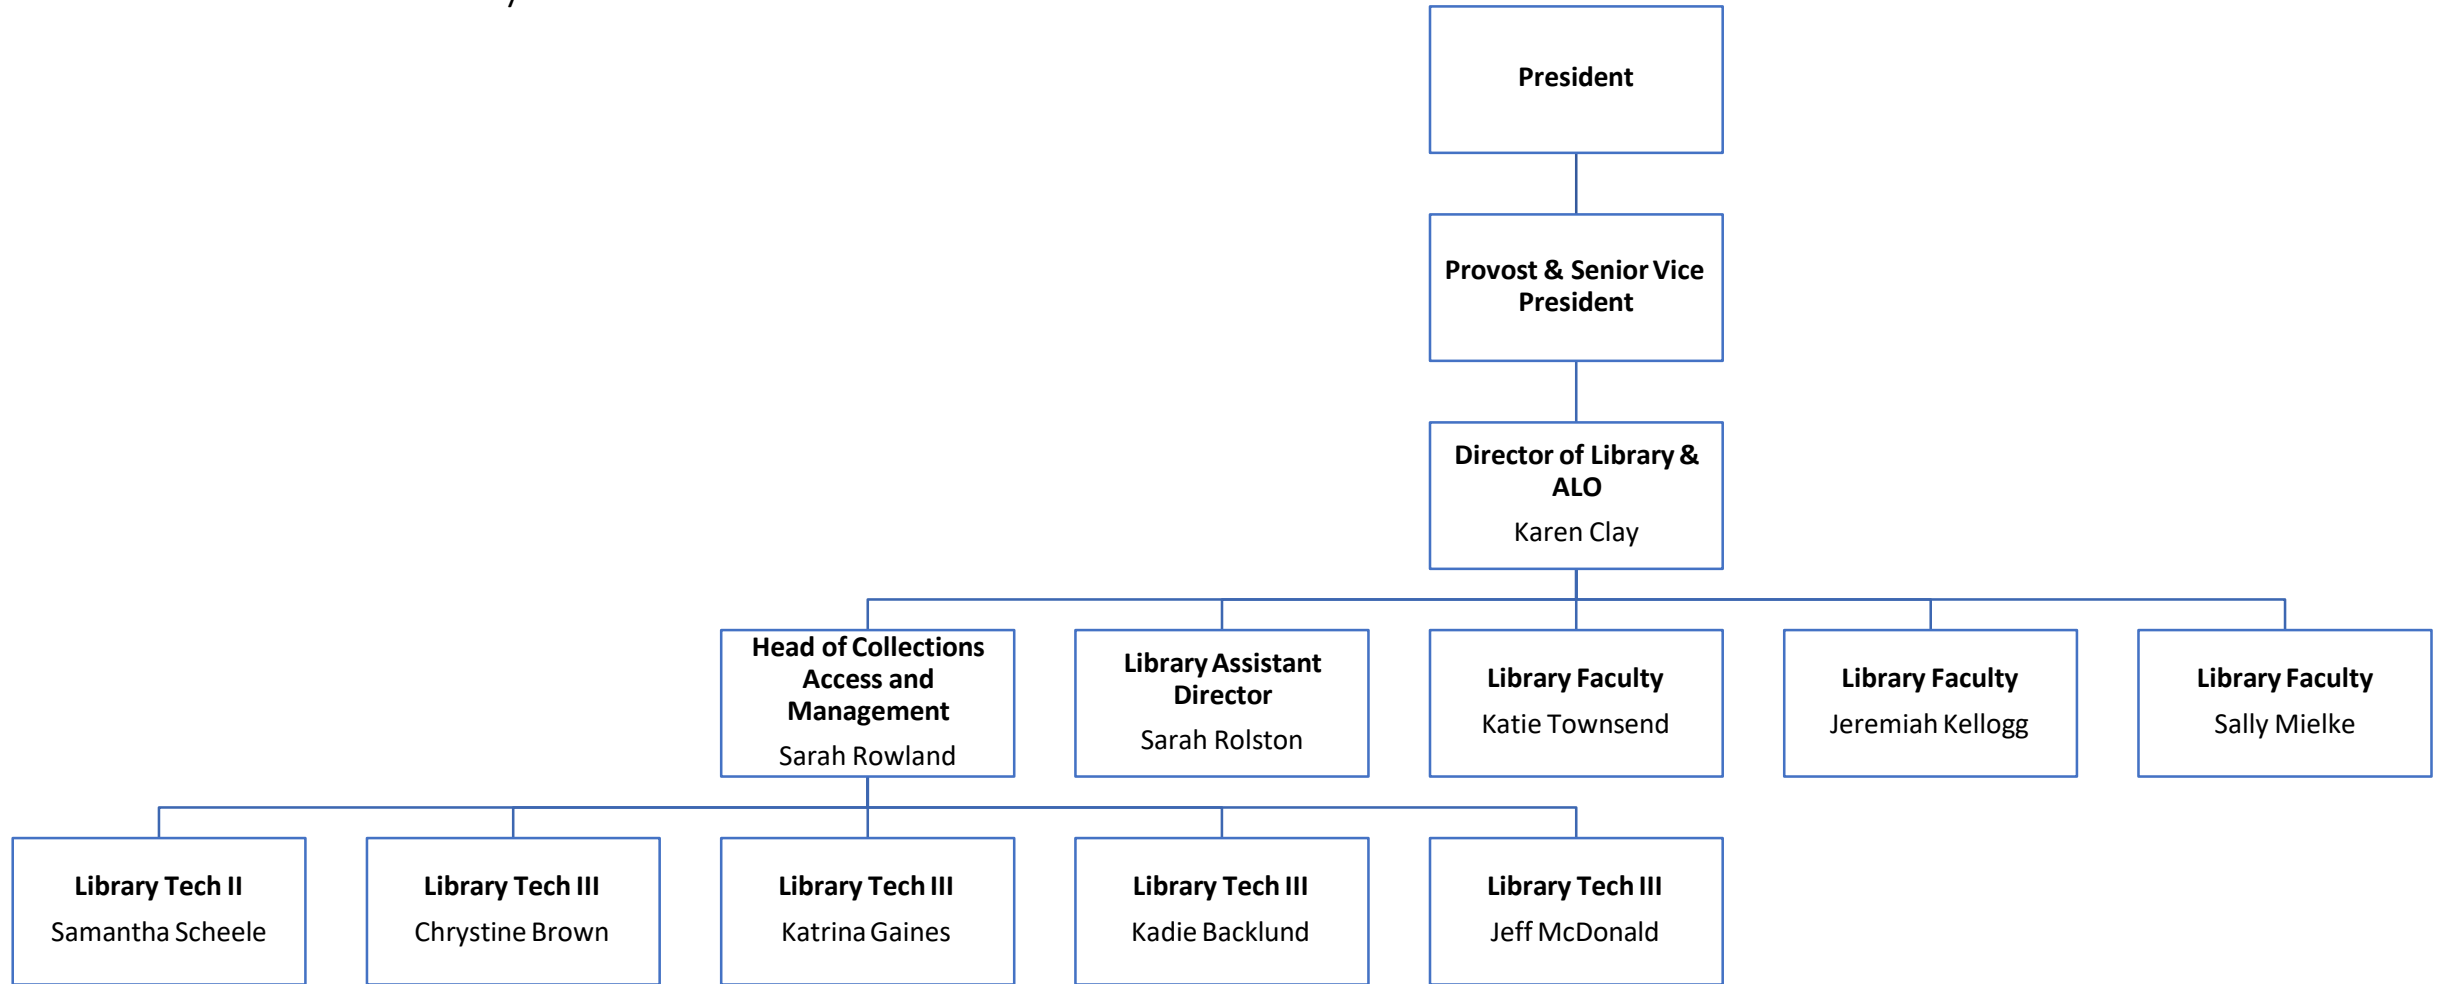 President
Provost & Senior Vice
President
Director of Library &
ALO
Karen Clay
Head of Collections
Access and
Management
Sarah Rowland
Library Assistant
Director
Sarah Rolston
Library Faculty
Katie Townsend
Library Faculty
Jeremiah Kellogg
Library Faculty
Sally Mielke
Library Tech II
Samantha Scheele
Library Tech III
Chrystine Brown
Library Tech III
Katrina Gaines
Library Tech III
Kadie Backlund
Library Tech III
Jeff McDonald